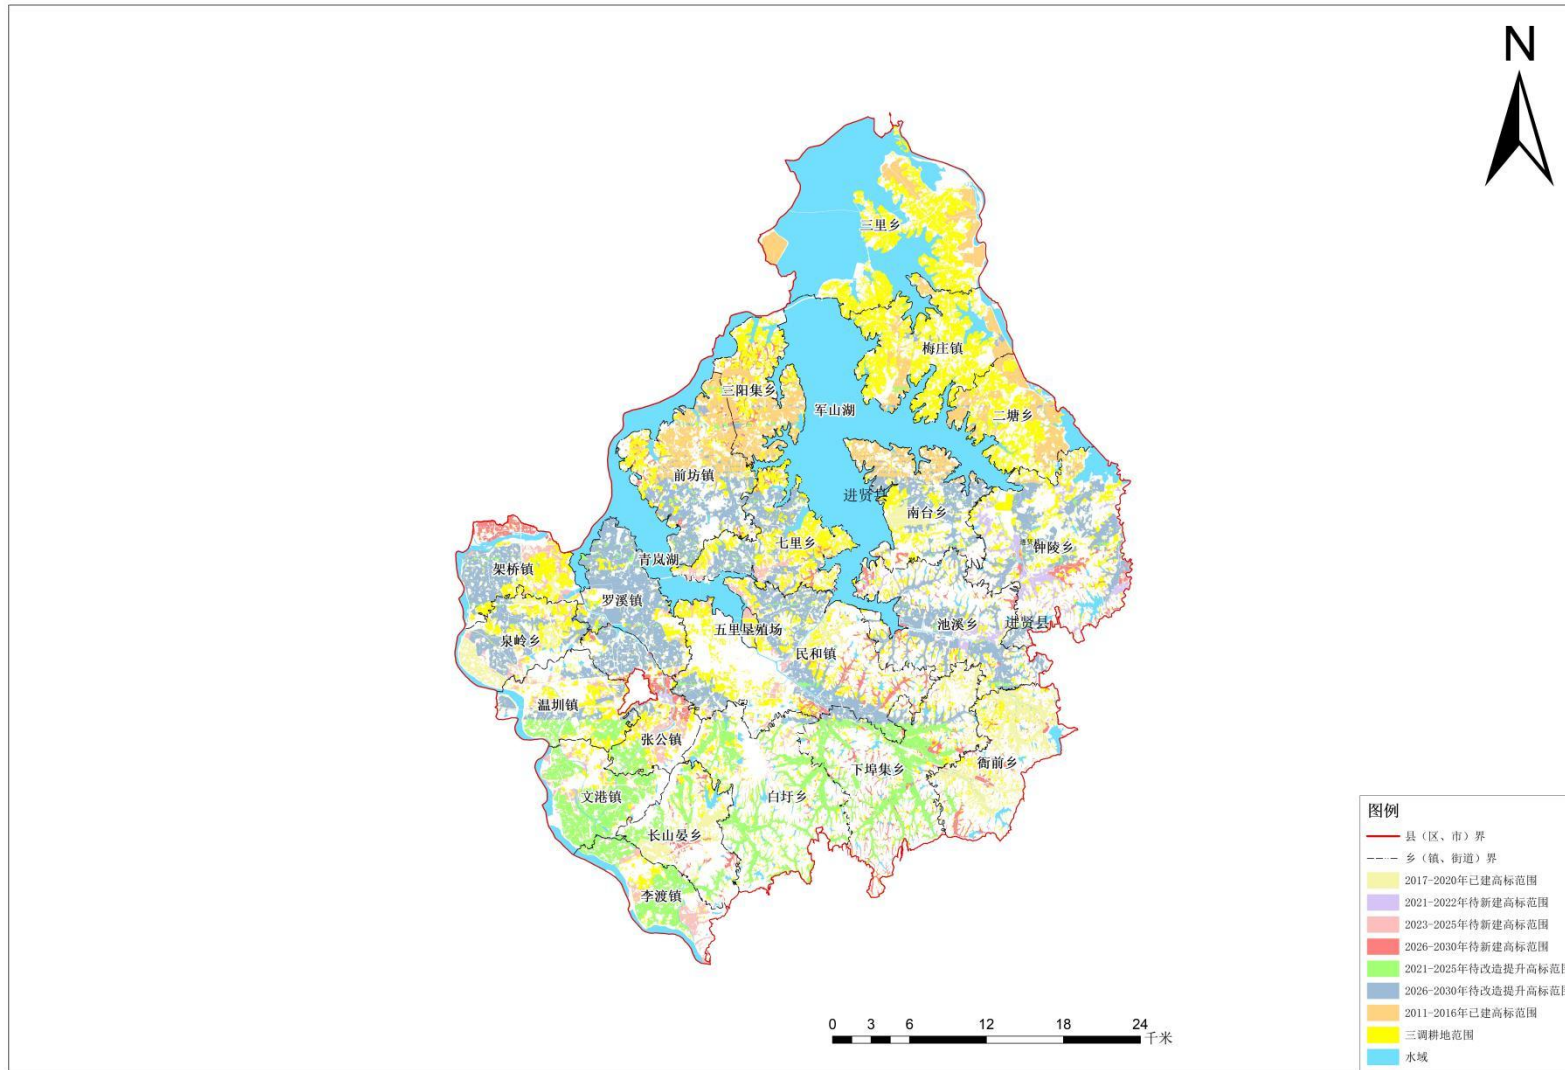 N
三里乡
梅庄镇
三阳集乡
军山湖
二塘乡
前坊镇
进贤县
南台乡
七里乡
钟陵乡
青岚湖
架桥镇
罗溪镇
池溪乡
进贤县
五里垦殖场
泉岭乡
民和镇
温圳镇
张公镇
衙前乡
下埠集乡
文港镇
白圩乡
长山晏乡
李渡镇
0 3 6 12 18 24
千米
图例
县（区、市）界
乡（镇、街道）界
2017-2020年已建高标范围
2021-2022年待新建高标范围
2023-2025年待新建高标范围
2026-2030年待新建高标范围
2021-2025年待改造提升高标范围
2026-2030年待改造提升高标范围
2011-2016年已建高标范围
三调耕地范围
水域